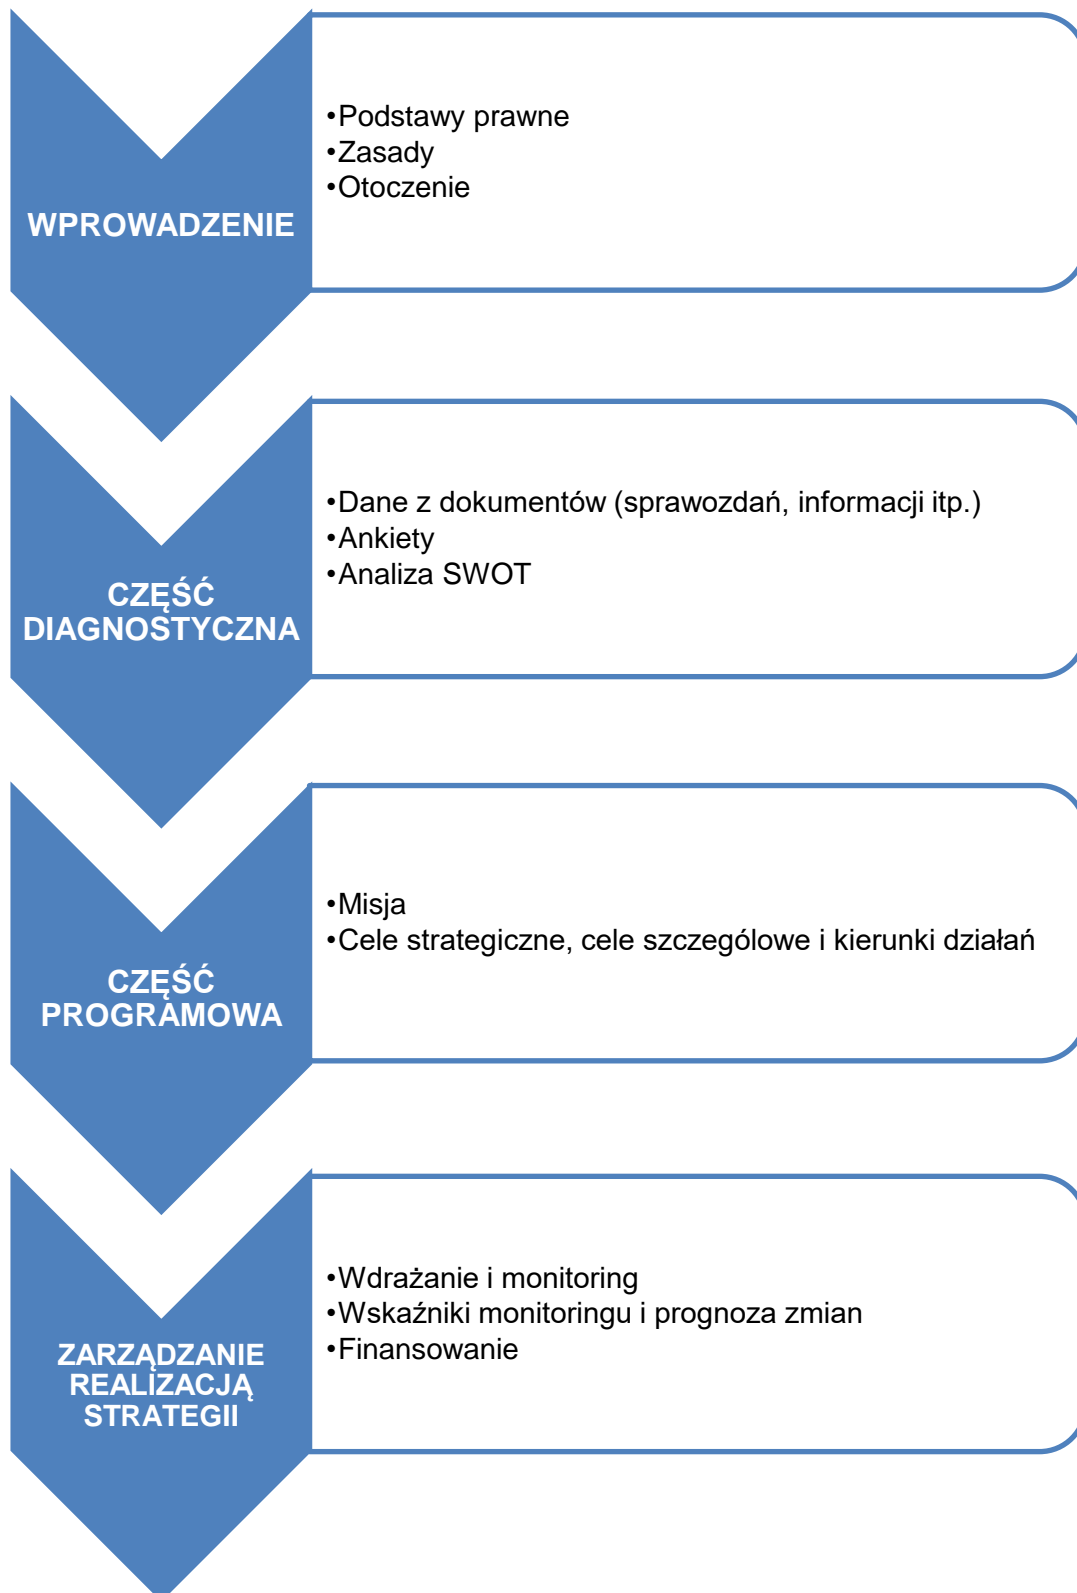 WPROWADZENIE
•Podstawy prawne
•Zasady
•Otoczenie
CZĘŚĆ
DIAGNOSTYCZNA
•Dane z dokumentów (sprawozdań, informacji itp.)
•Ankiety
•Analiza SWOT
CZĘŚĆ
PROGRAMOWA
•Misja
•Cele strategiczne, cele szczególowe i kierunki działań
ZARZĄDZANIE
REALIZACJĄ
STRATEGII
•Wdrażanie i monitoring
•Wskaźniki monitoringu i prognoza zmian
•Finansowanie